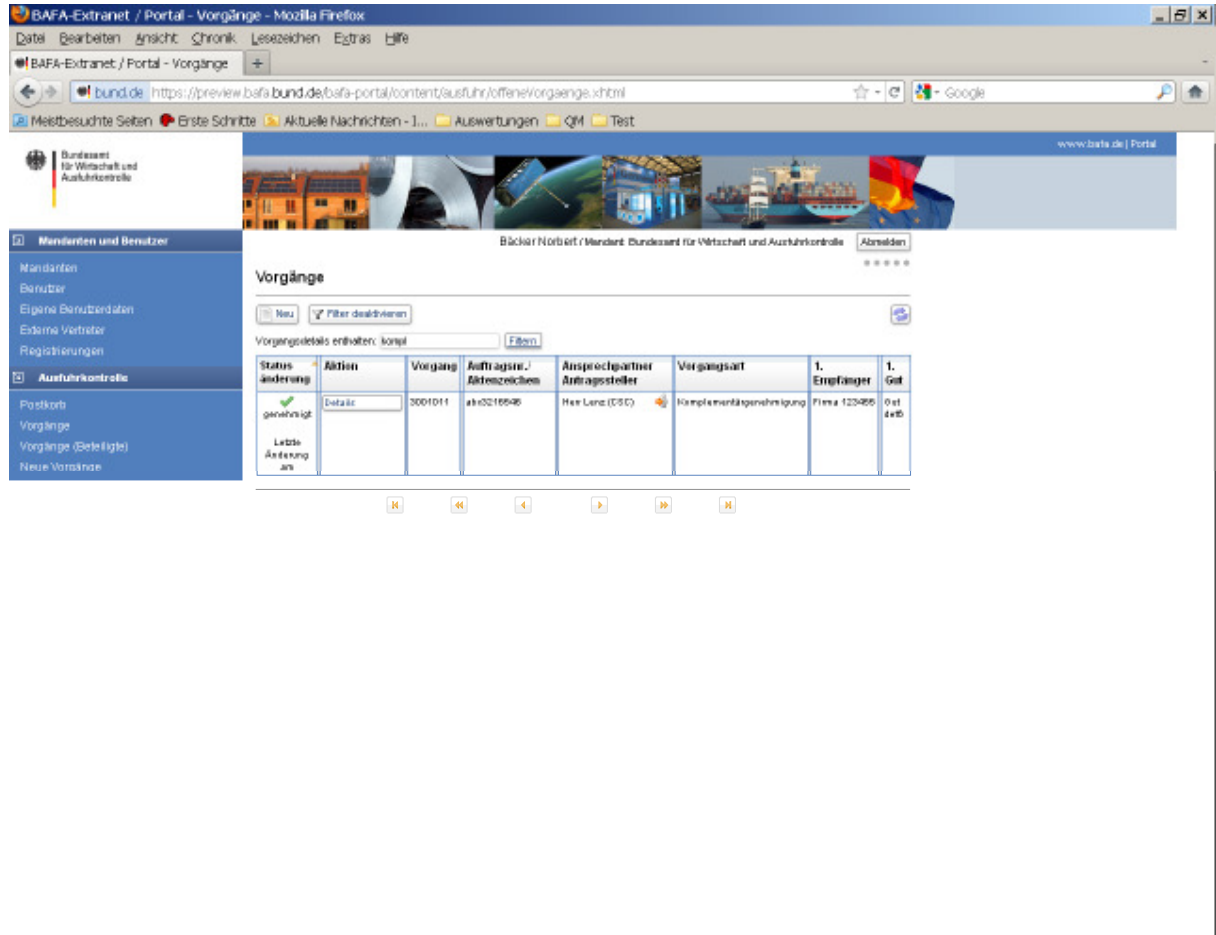 BAFA-Extranet / Portal - Vorgänge - Mozilla Firefox
Datei Bearbeiten Ansicht Chronik Lesezeichen Extras Hilfe
BAFA-Extranet / Portal - Vorgänge
bund.de https://preview.bafa.bund.de/bafa-portal/content/ausfuhr/offeneVorgaenge.xhtml
Google
Meistbesuchte Seiten Erste Schritte Aktuelle Nachrichten - I... Auswertungen QM Test
www.bafa.de | Portal
Bundesamt
für Wirtschaft und
Ausfuhrkontrolle
Mandanten und Benutzer
Mandanten
Benutzer
Eigene Benutzerdaten
Externe Vertreter
Registrierungen
Ausfuhrkontrolle
Postkorb
Vorgänge
Vorgänge (Beteiligte)
Neue Vorgänge
Bäcker Norbert / Mandant: Bundesamt für Wirtschaft und Ausfuhrkontrolle Abmelden
Vorgänge
Neu Filter deaktivieren
Vorgangsdetails enthalten: kompl Filtern
Status änderung Aktion Vorgang Auftragsnr./ Aktenzeichen Ansprechpartner Antragssteller Vorgangsart 1. Empfänger 1. Gut
genehmigt Details 3001011 Herr Lenz (CSC) Komplementärgenehmigung Firma
Letzte
Änderung
am